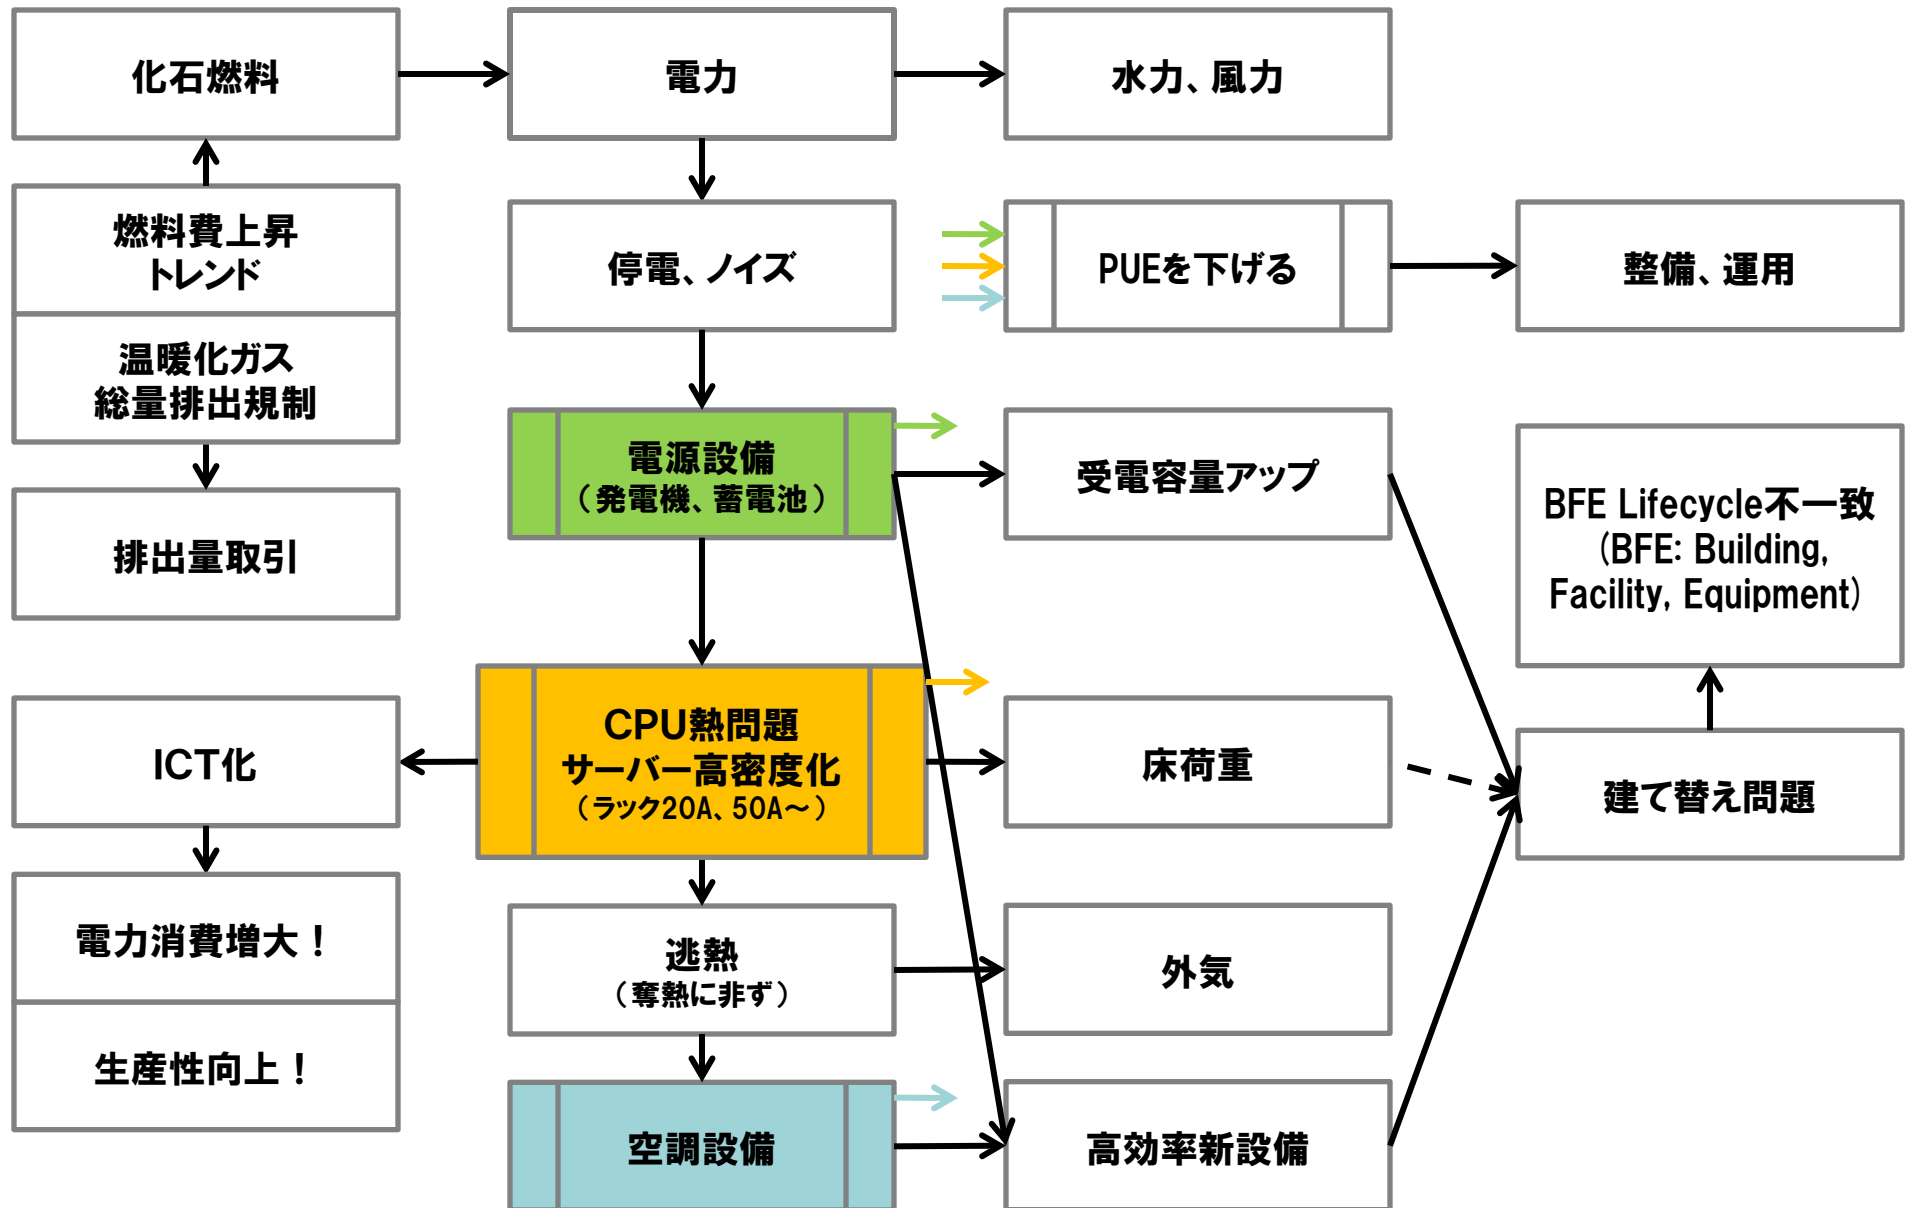 化石燃料
電力
水力、風力
燃料費上昇
トレンド
停電、ノイズ
PUEを下げる
整備、運用
温暖化ガス
総量排出規制
電源設備
（発電機、蓄電池）
受電容量アップ
BFE Lifecycle不一致
（BFE: Building,
Facility, Equipment）
排出量取引
ICT化
CPU熱問題
サーバー高密度化
（ラック20A、50A～）
床荷重
建て替え問題
電力消費増大！
逃熱
（奪熱に非ず）
外気
生産性向上！
空調設備
高効率新設備